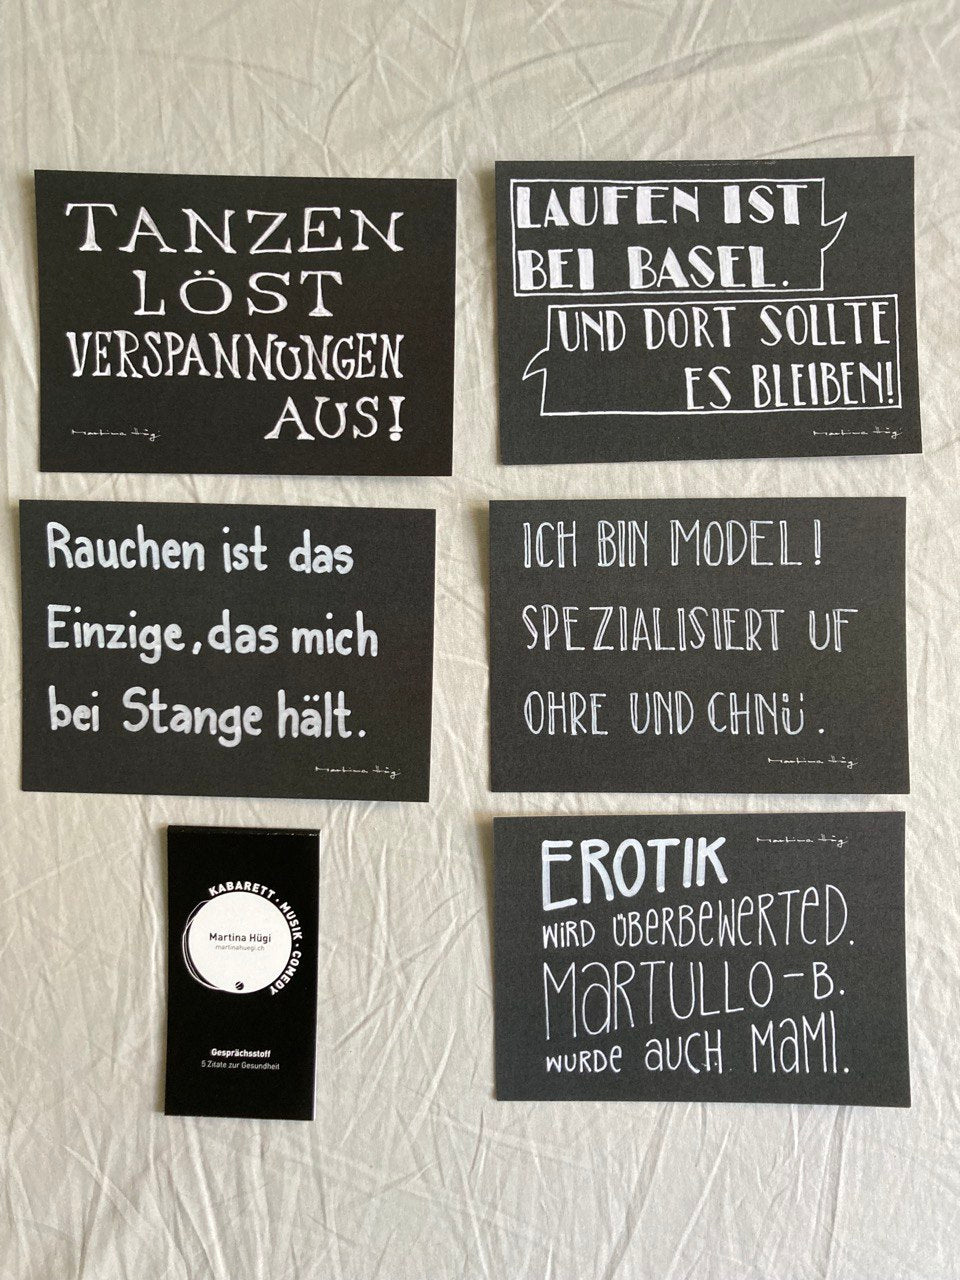 TANZEN
LÖST
VERSPANNUNGEN
AUS!
Martina Hügi
LAUFEN IST
BEI BASEL.
UND DORT SOLLTE
ES BLEIBEN!
Martina Hügi
Rauchen ist das
Einzige, das mich
bei Stange hält.
Martina Hügi
ICH BIN MODEL!
SPEZIALISIERT UF
OHRE UND CHNÜ.
Martina Hügi
KABARETT · MUSIK · COMEDY
Martina Hügi
martinahuegi.ch
Gesprächsstoff
5 Zitate zur Gesundheit
EROTIK
Martina Hügi
WiRD ÜBERBEWERTED.
MaRTULLO-B.
WURDE aUCH MaMI.